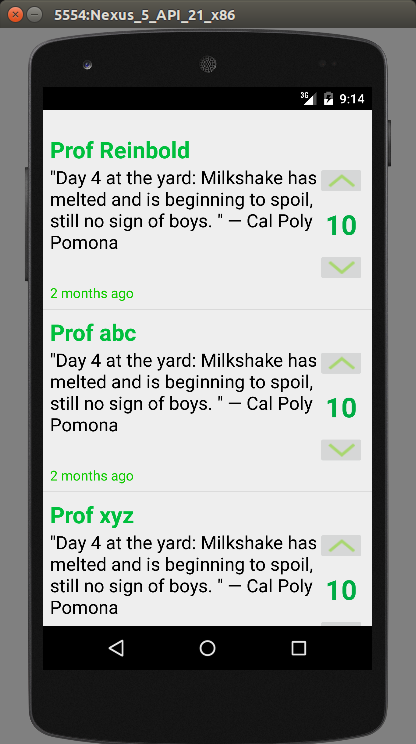 5554:Nexus_5_API_21_x86
3G 9:14
Prof Reinbold
"Day 4 at the yard: Milkshake has
melted and is beginning to spoil,
still no sign of boys. " — Cal Poly
Pomona
10
2 months ago
Prof abc
"Day 4 at the yard: Milkshake has
melted and is beginning to spoil,
still no sign of boys. " — Cal Poly
Pomona
10
2 months ago
Prof xyz
"Day 4 at the yard: Milkshake has
melted and is beginning to spoil,
still no sign of boys. " — Cal Poly
Pomona
10